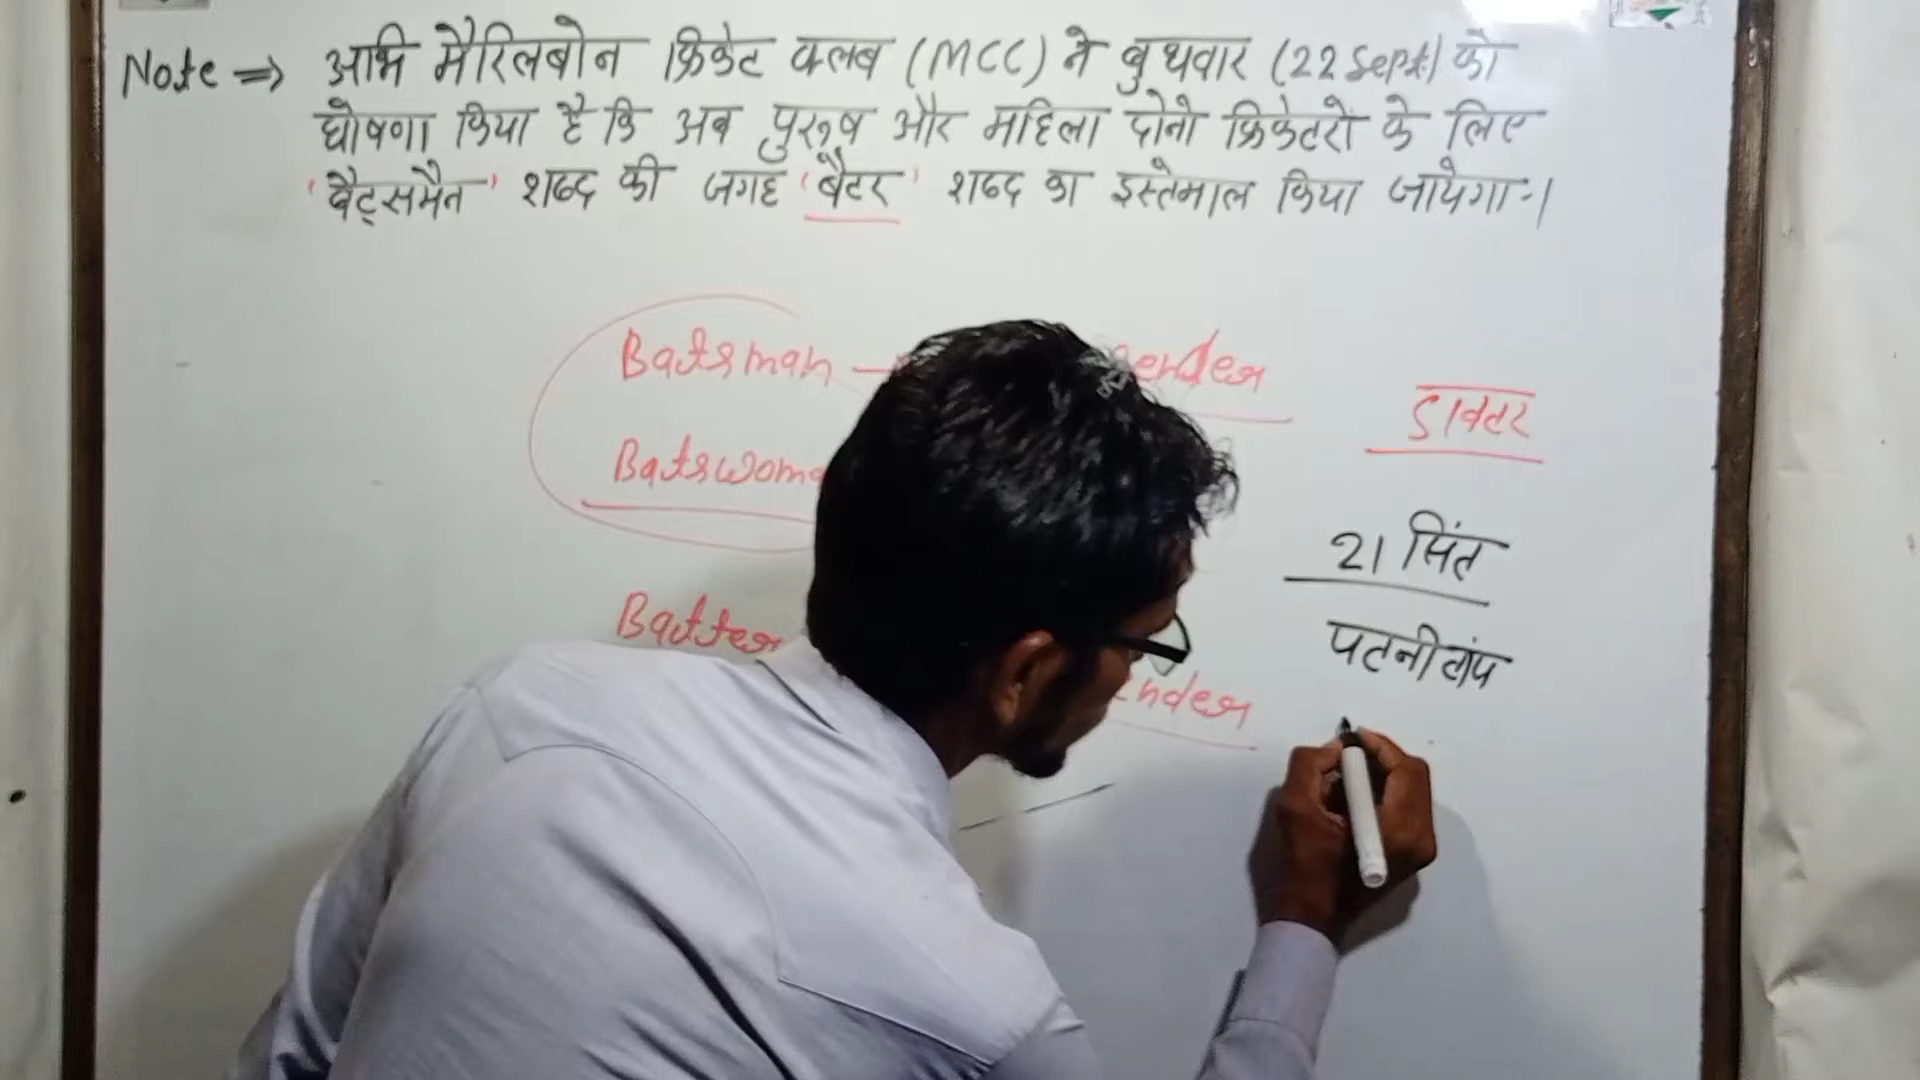 Note ⇒ अभि मैरिलबोन क्रिकेट क्लब (MCC) ने बुधवार (22 Sept.) को
घोषणा किया है कि अब पुरूष और महिला दोनो क्रिकेटरों के लिए
'बैट्समैन' शब्द की जगह 'बैटर' शब्द का इस्तेमाल किया जायेगा-।
Batsman →
डाक्टर
21 सितं
Batter
पटनीटांप